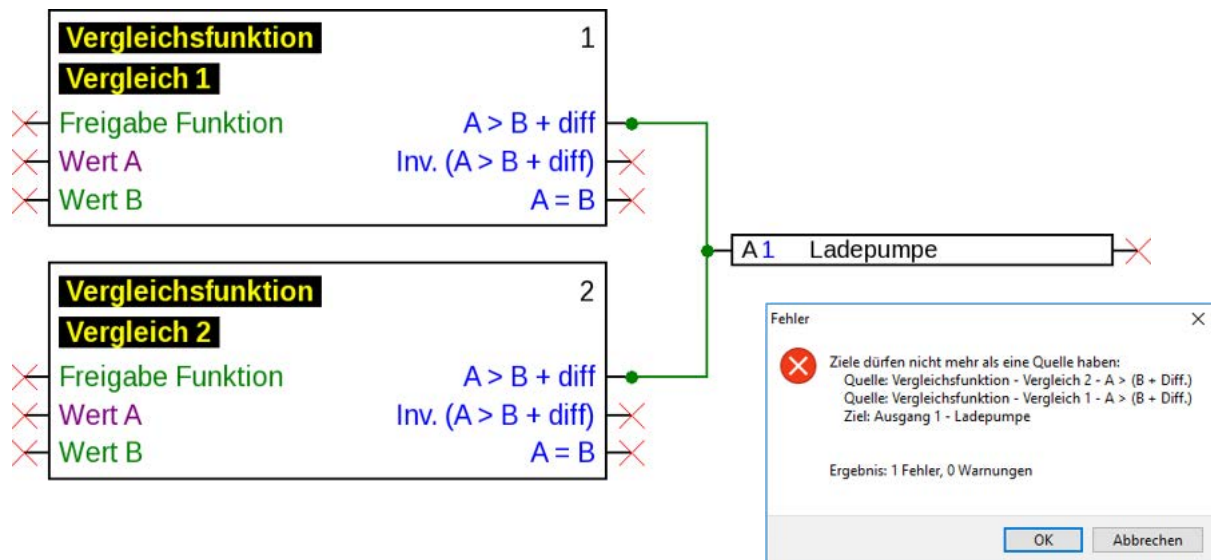 Vergleichsfunktion 1
Vergleich 1
Freigabe Funktion A > B + diff
Wert A Inv. (A > B + diff)
Wert B A = B
A 1 Ladepumpe
Vergleichsfunktion 2
Vergleich 2
Freigabe Funktion A > B + diff
Wert A Inv. (A > B + diff)
Wert B A = B
Fehler
Ziele dürfen nicht mehr als eine Quelle haben:
Quelle: Vergleichsfunktion - Vergleich 2 - A > (B + Diff.)
Quelle: Vergleichsfunktion - Vergleich 1 - A > (B + Diff.)
Ziel: Ausgang 1 - Ladepumpe
Ergebnis: 1 Fehler, 0 Warnungen
OK Abbrechen